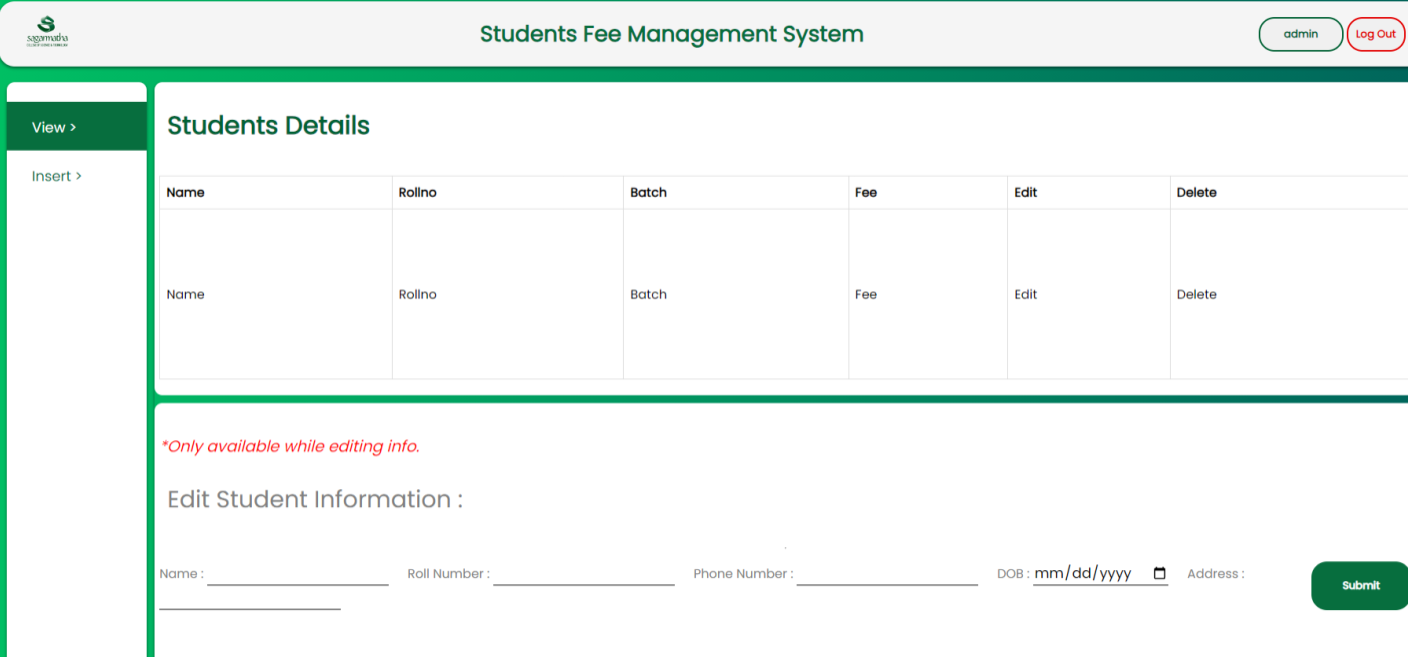 sagarmatha
Students Fee Management System
admin
Log Out
View >
Insert >
Students Details
Name Rollno Batch Fee Edit Delete
Name Rollno Batch Fee Edit Delete
*Only available while editing info.
Edit Student Information :
Name : Roll Number : Phone Number : DOB : mm/dd/yyyy Address :
Submit